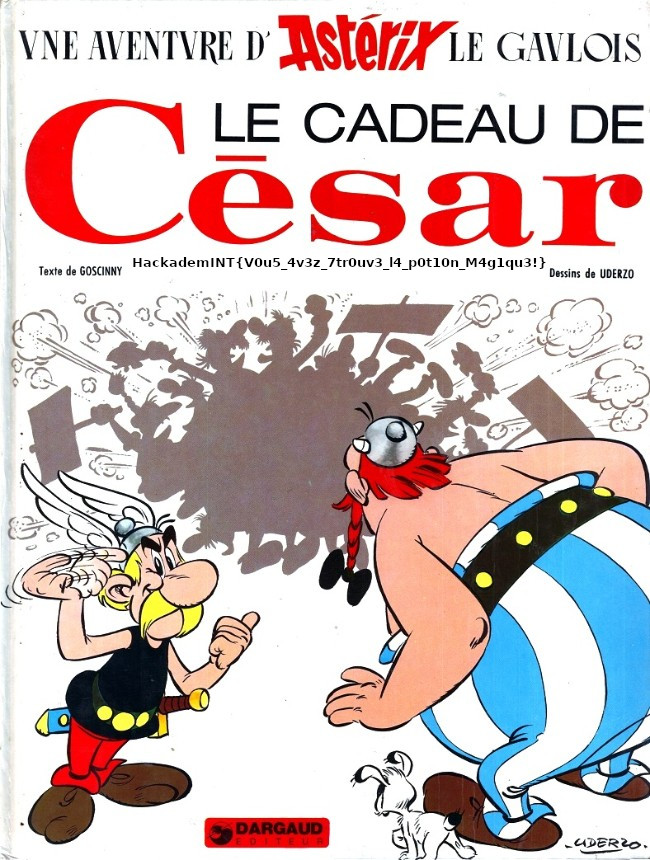 VNE AVENTVRE D' Astérix LE GAVLOIS
LE CADEAU DE
César
Texte de GOSCINNY
HackademINT{V0u5_4v3z_7tr0uv3_l4_p0t10n_M4g1qu3!}
Dessins de UDERZO
DARGAUD
EDITEUR
UDERZO.